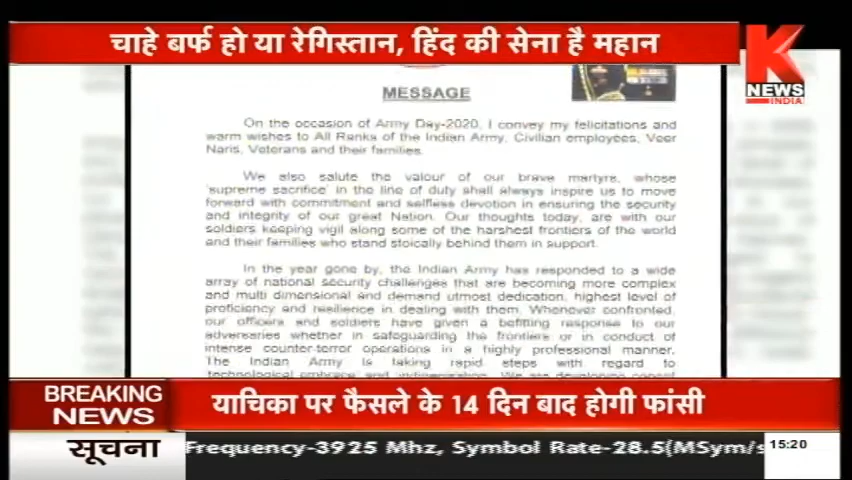 चाहे बर्फ हो या रेगिस्तान, हिंद की सेना है महान
K
NEWS
INDIA
MESSAGE
On the occasion of Army Day-2020, I convey my felicitations and
warm wishes to All Ranks of the Indian Army, Civilian employees, Veer
Naris, Veterans and their families.
We also salute the valour of our brave martyrs, whose
'supreme sacrifice' in the line of duty shall always inspire us to move
forward with commitment and selfless devotion in ensuring the security
and integrity of our great Nation. Our thoughts today, are with our
soldiers keeping vigil along some of the harshest frontiers of the world
and their families who stand stoically behind them in support.
In the year gone by, the Indian Army has responded to a wide
array of national security challenges that are becoming more complex
and multi dimensional and demand utmost dedication, highest level of
proficiency and resilience in dealing with them. Whenever confronted,
our officers and soldiers have given a befitting response to our
adversaries whether in safeguarding the frontiers or in conduct of
intense counter-terror operations in a highly professional manner.
The Indian Army is taking rapid steps with regard to
BREAKING
NEWS
याचिका पर फैसले के 14 दिन बाद होगी फांसी
सूचना
Frequency-3925 Mhz, Symbol Rate-28.5(MSym/s
15:20